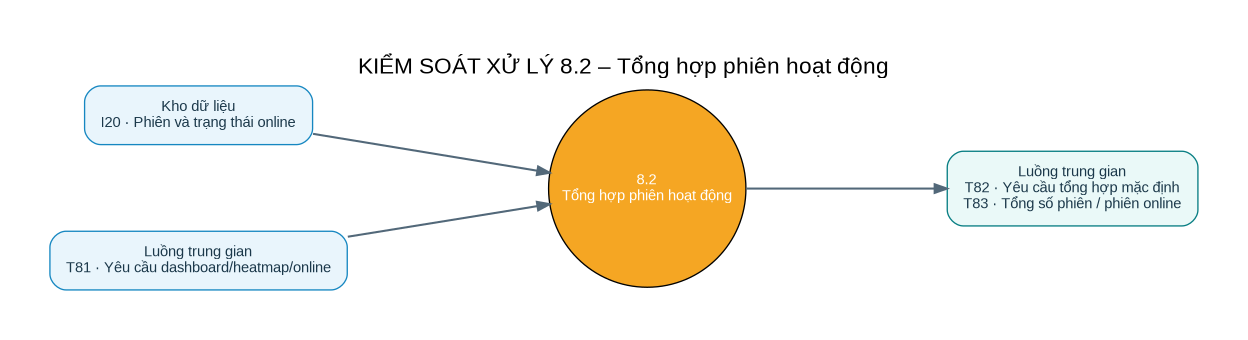 KIỂM SOÁT XỬ LÝ 8.2 – Tổng hợp phiên hoạt động
Kho dữ liệu
I20 · Phiên và trạng thái online
Luồng trung gian
T81 · Yêu cầu dashboard/heatmap/online
8.2
Tổng hợp phiên hoạt động
Luồng trung gian
T82 · Yêu cầu tổng hợp mặc định
T83 · Tổng số phiên / phiên online